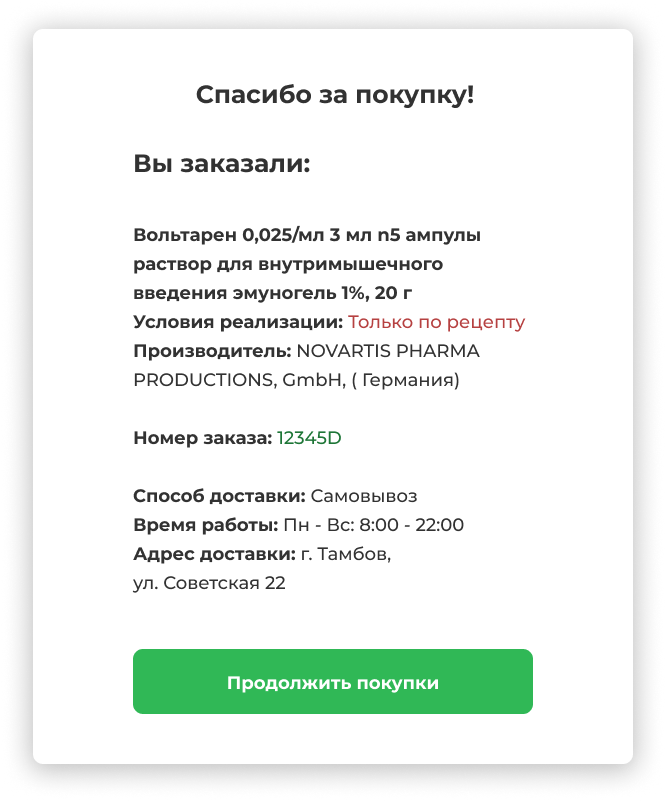 Спасибо за покупку!
Вы заказали:
Вольтарен 0,025/мл 3 мл n5 ампулы
раствор для внутримышечного
введения эмуногель 1%, 20 г
Условия реализации: Только по рецепту
Производитель: NOVARTIS PHARMA
PRODUCTIONS, GmbH, ( Германия)
Номер заказа: 12345D
Способ доставки: Самовывоз
Время работы: Пн - Вс: 8:00 - 22:00
Адрес доставки: г. Тамбов,
ул. Советская 22
Продолжить покупки